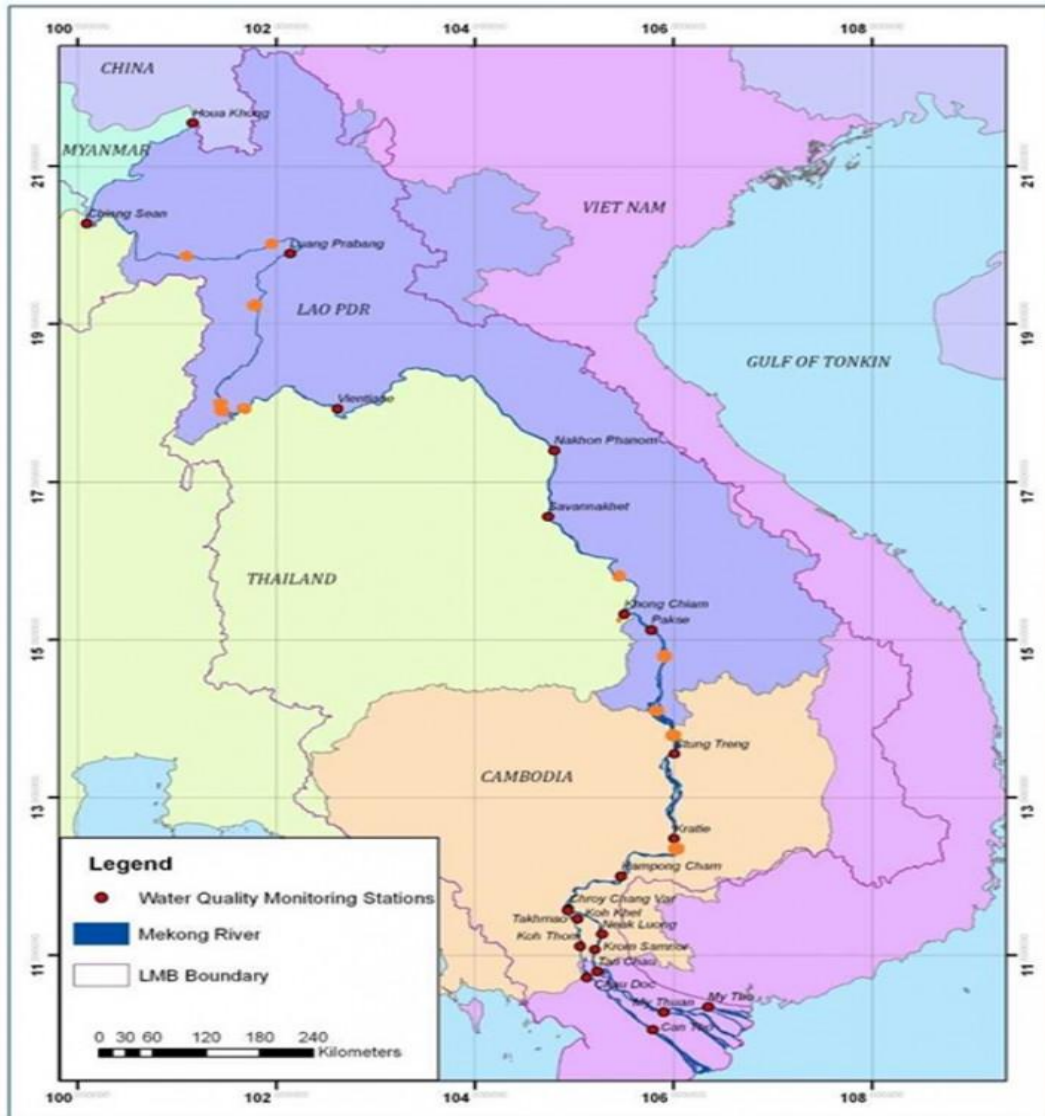 100 102 104 106 108
CHINA
Houa Khong
MYANMAR
21 21
VIET NAM
Chiang Sean
Luang Prabang
LAO PDR
19 19
GULF OF TONKIN
Vientiane
Nakhon Phanom
17 17
Savannakhet
THAILAND
Khong Chiam
Pakse
15 15
Stung Treng
CAMBODIA
13 13
Kratie
Kampong Cham
Chroy Chang Var
Koh Khel
Takhmao
Neak Luong
Koh Thom
Krom Samnor
Tan Chau
11 11
Chau Doc
My Thuan
My Tho
Can Tho
Legend
Water Quality Monitoring Stations
Mekong River
LMB Boundary
0 30 60 120 180 240
Kilometers
100 102 104 106 108